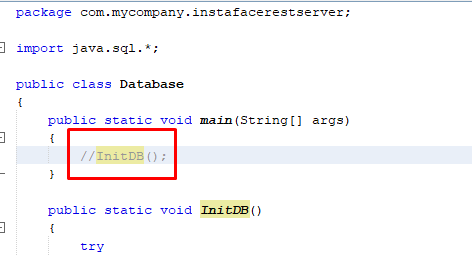 package com.mycompany.instafacerestserver;
import java.sql.*;
public class Database
{
public static void main(String[] args)
{
//InitDB();
}
public static void InitDB()
{
try